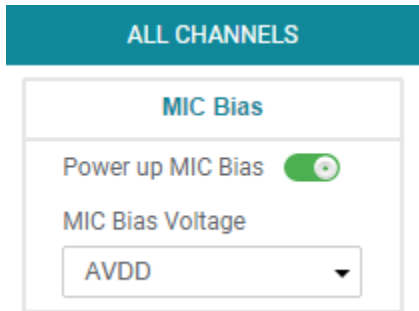 ALL CHANNELS
MIC Bias
Power up MIC Bias
MIC Bias Voltage
AVDD